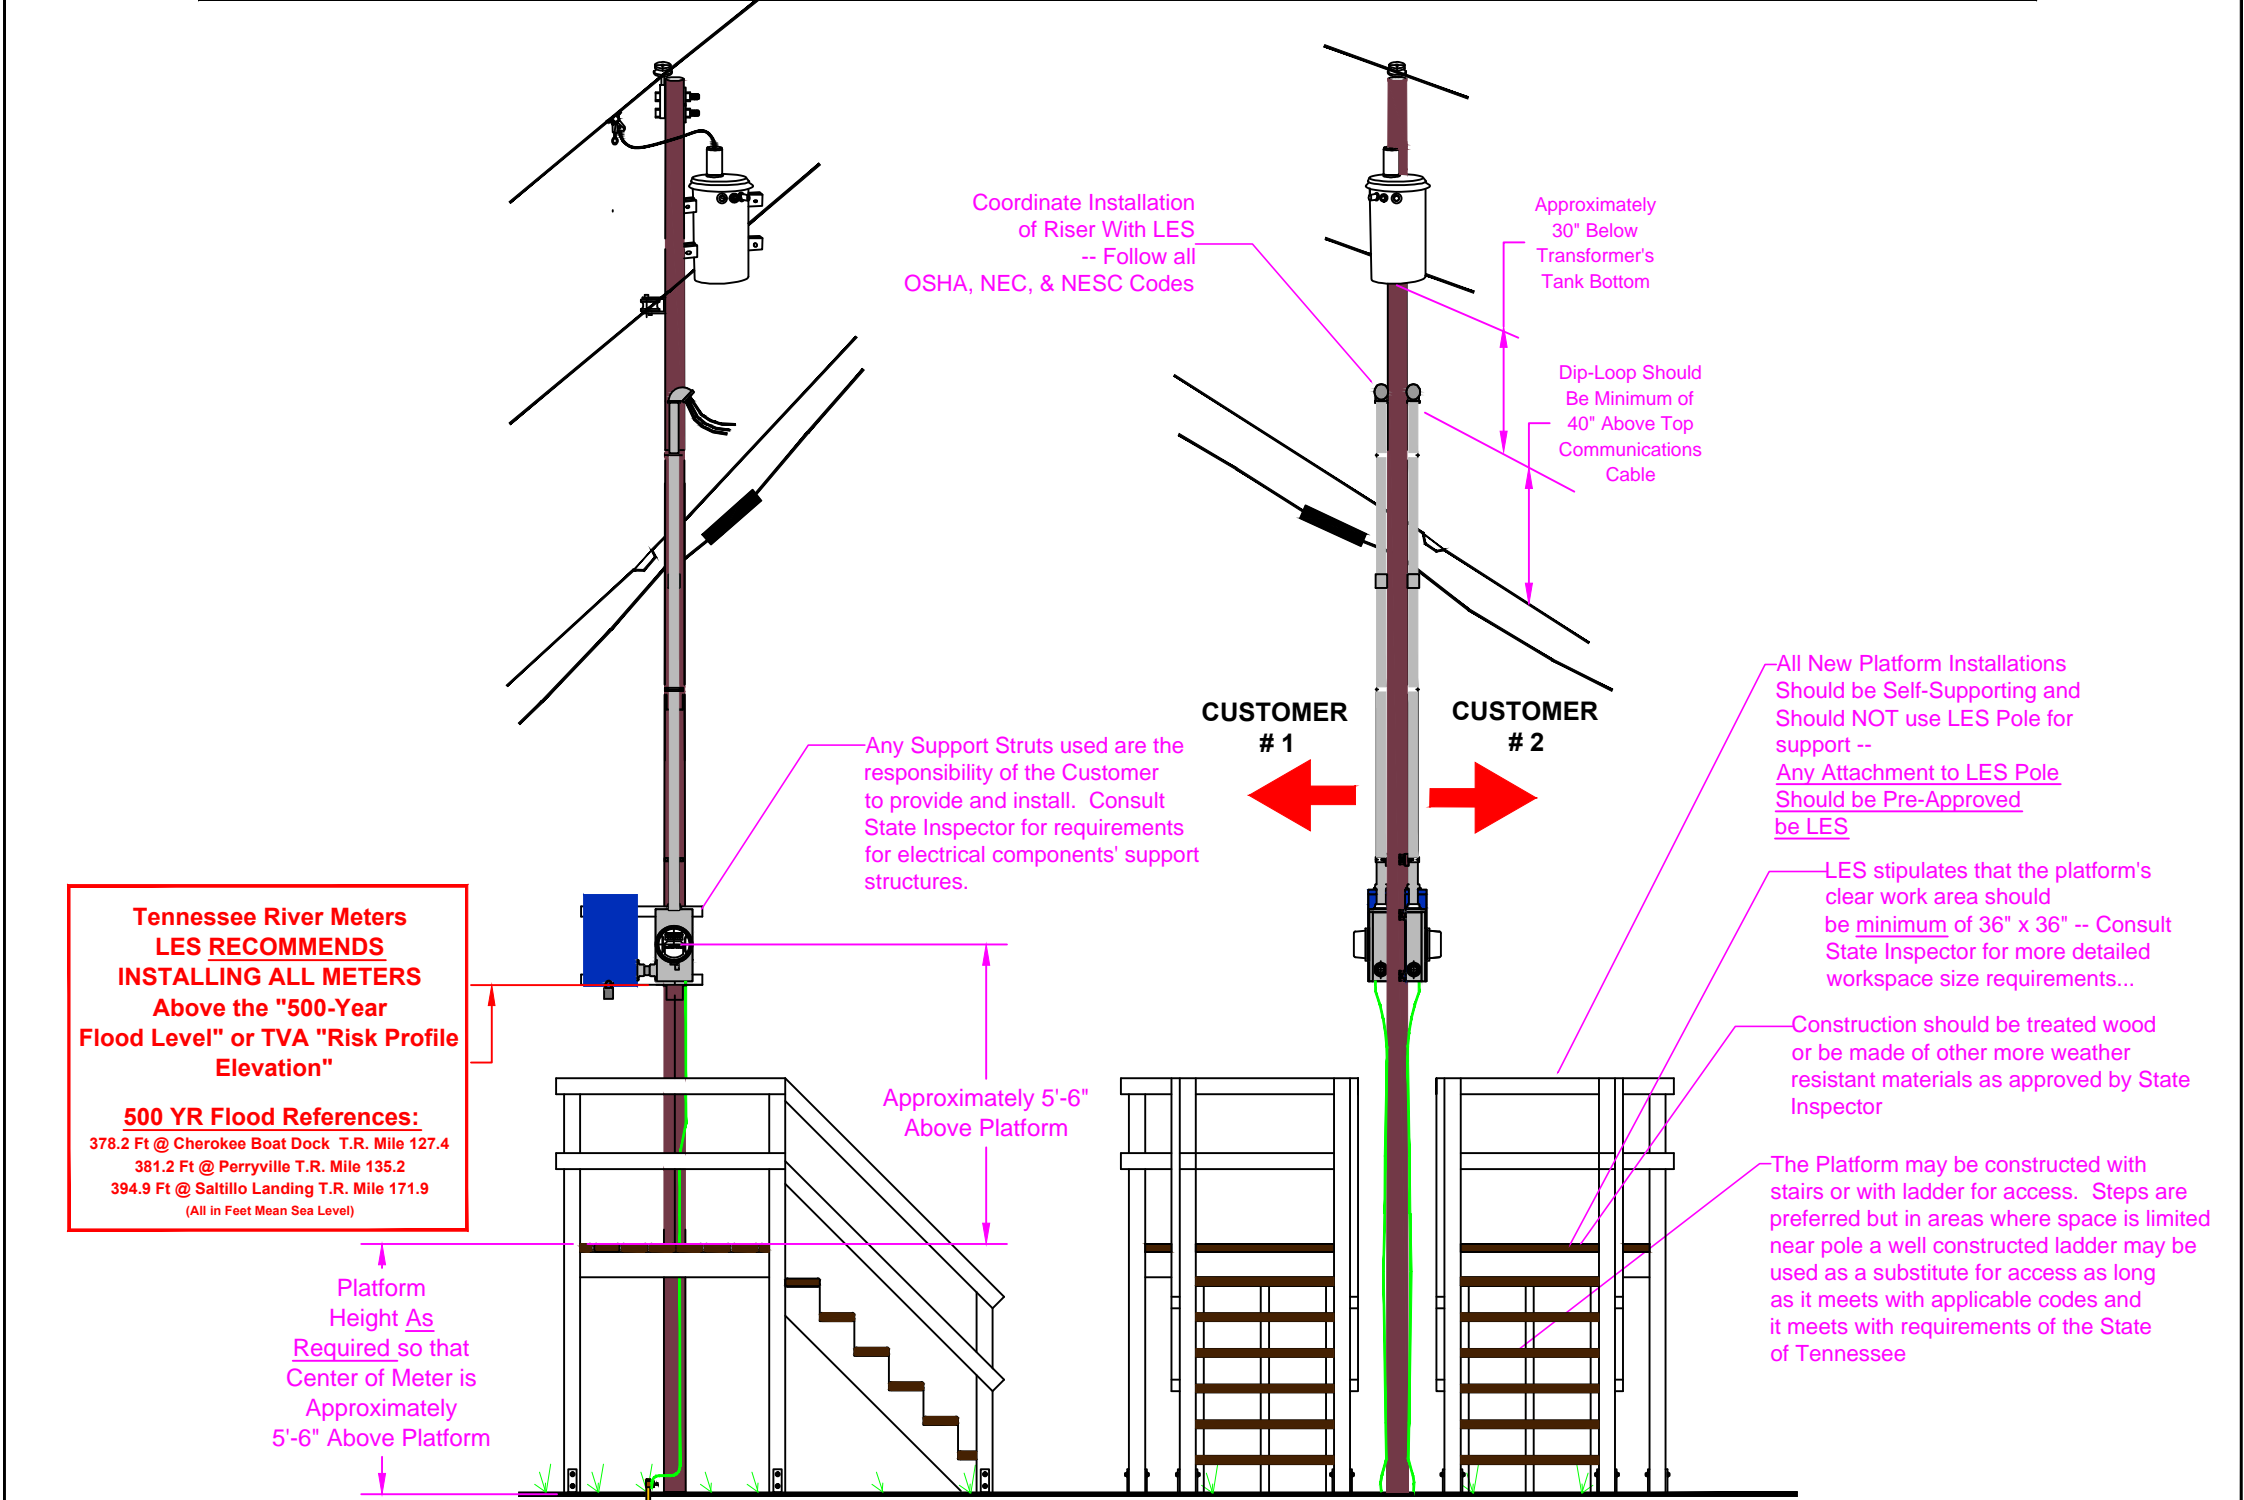 Coordinate Installation
of Riser With LES
-- Follow all
OSHA, NEC, & NESC Codes
Approximately
30" Below
Transformer's
Tank Bottom
Dip-Loop Should
Be Minimum of
40" Above Top
Communications
Cable
CUSTOMER
# 1
CUSTOMER
# 2
All New Platform Installations
Should be Self-Supporting and
Should NOT use LES Pole for
support --
Any Attachment to LES Pole
Should be Pre-Approved
be LES
Any Support Struts used are the
responsibility of the Customer
to provide and install.  Consult
State Inspector for requirements
for electrical components' support
structures.
LES stipulates that the platform's
clear work area should
be minimum of 36" x 36" -- Consult
State Inspector for more detailed
workspace size requirements...
Tennessee River Meters
LES RECOMMENDS
INSTALLING ALL METERS
Above the "500-Year
Flood Level" or TVA "Risk Profile
Elevation"
500 YR Flood References:
378.2 Ft @ Cherokee Boat Dock  T.R. Mile 127.4
381.2 Ft @ Perryville T.R. Mile 135.2
394.9 Ft @ Saltillo Landing T.R. Mile 171.9
(All in Feet Mean Sea Level)
Construction should be treated wood
or be made of other more weather
resistant materials as approved by State
Inspector
Approximately 5'-6"
Above Platform
The Platform may be constructed with
stairs or with ladder for access.  Steps are
preferred but in areas where space is limited
near pole a well constructed ladder may be
used as a substitute for access as long
as it meets with applicable codes and
it meets with requirements of the State
of Tennessee
Platform
Height As
Required so that
Center of Meter is
Approximately
5'-6" Above Platform